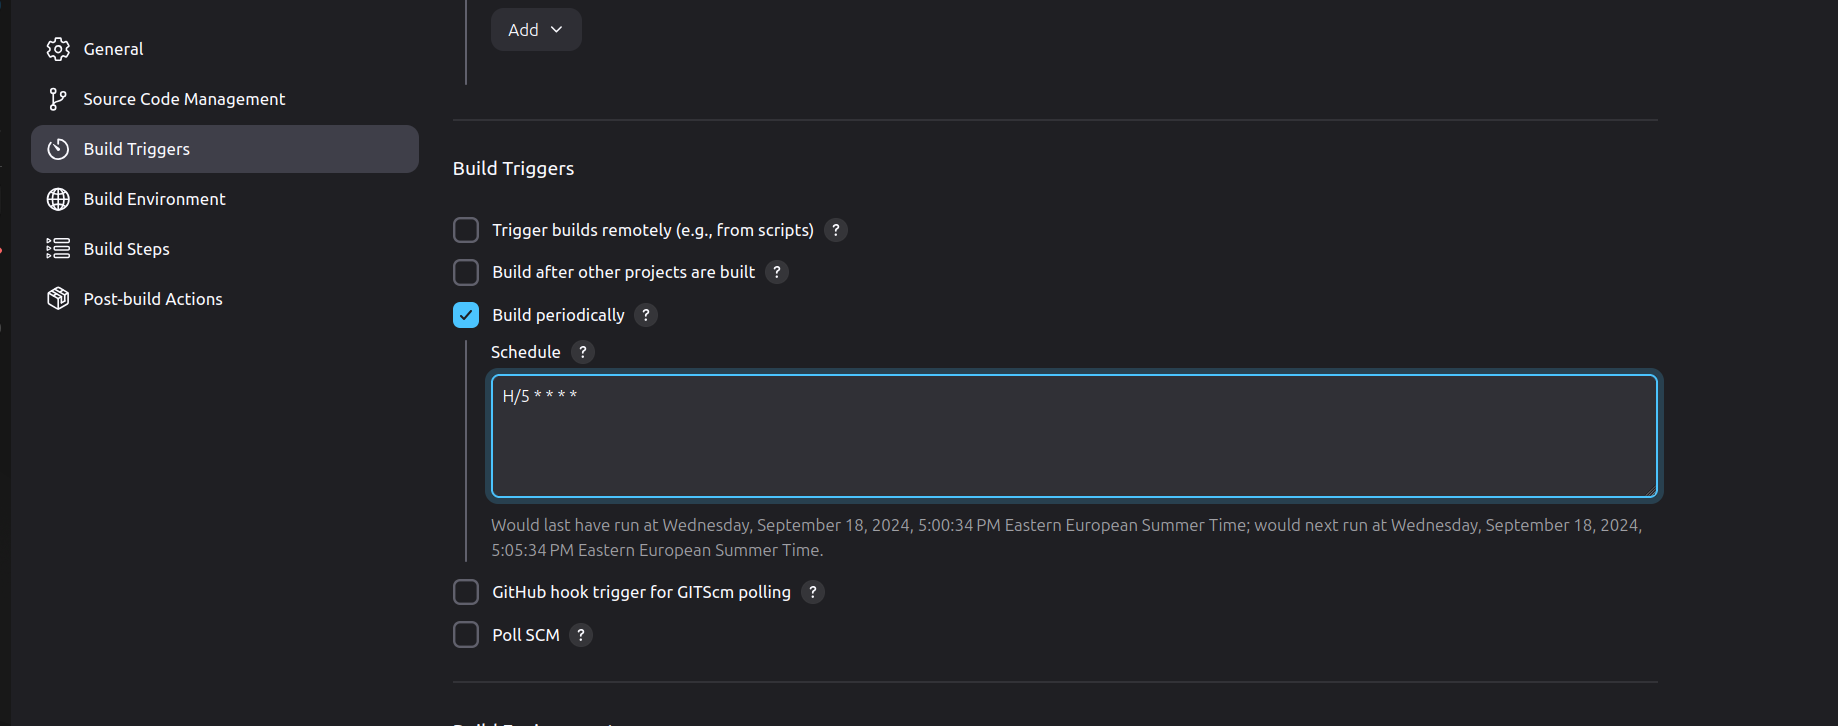 Add
General
Source Code Management
Build Triggers
Build Environment
Build Steps
Post-build Actions
Build Triggers
Trigger builds remotely (e.g., from scripts) ?
Build after other projects are built ?
Build periodically ?
Schedule ?
H/5 * * * *
Would last have run at Wednesday, September 18, 2024, 5:00:34 PM Eastern European Summer Time; would next run at Wednesday, September 18, 2024,
5:05:34 PM Eastern European Summer Time.
GitHub hook trigger for GITScm polling ?
Poll SCM ?